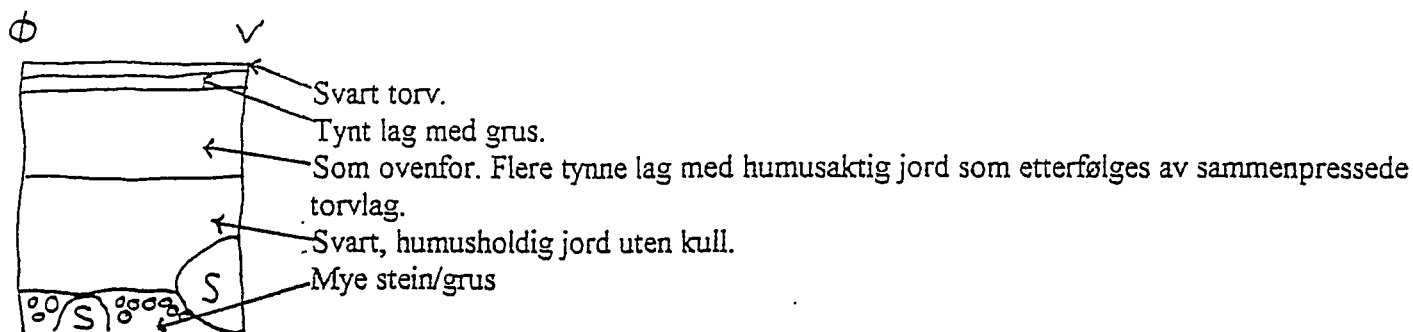 Ø V
Svart torv.
Tynt lag med grus.
Som ovenfor. Flere tynne lag med humusaktig jord som etterfølges av sammenpressede
torvlag.
Svart, humusholdig jord uten kull.
S
Mye stein/grus
S